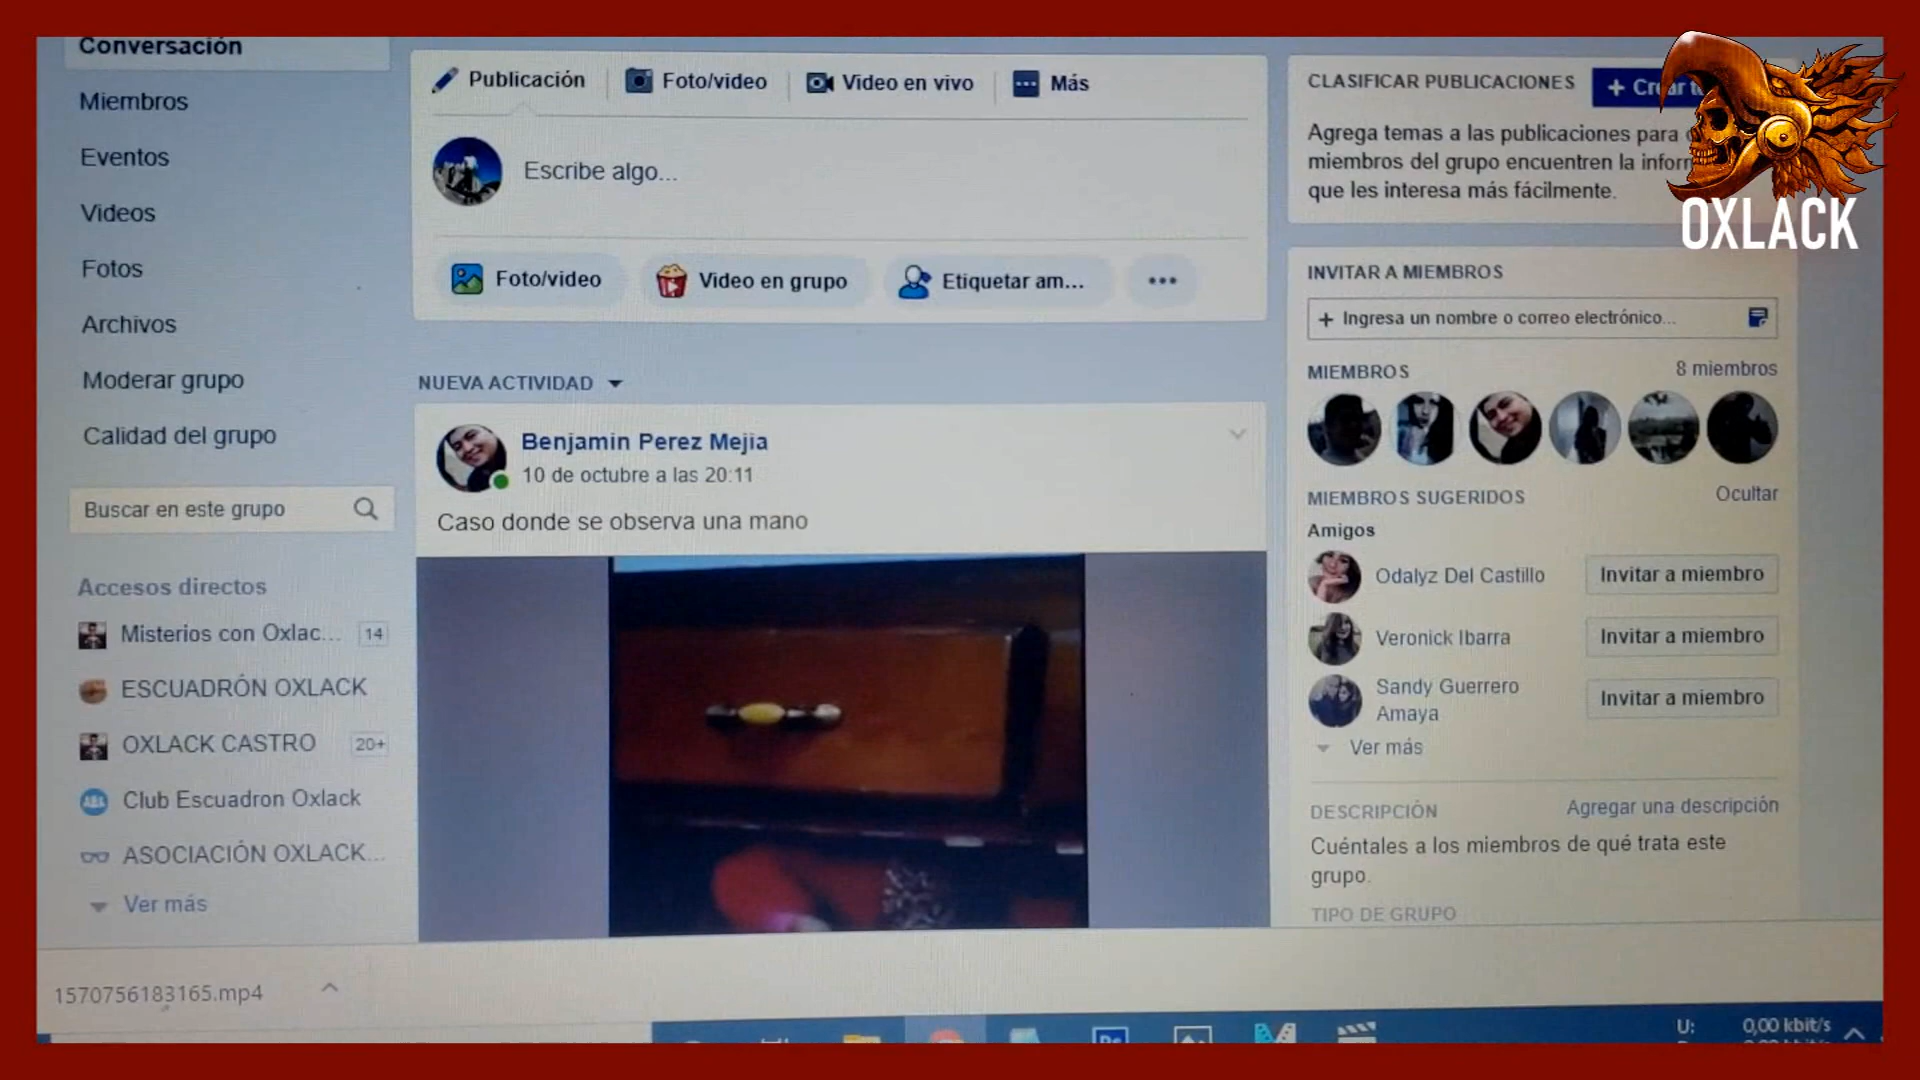 Conversación
Miembros
Eventos
Videos
Fotos
Archivos
Moderar grupo
Calidad del grupo
Buscar en este grupo
Accesos directos
Misterios con Oxlac... 14
ESCUADRÓN OXLACK
OXLACK CASTRO 20+
Club Escuadron Oxlack
ASOCIACIÓN OXLACK...
Ver más
Publicación
Foto/video
Video en vivo
Más
Escribe algo...
Foto/video
Video en grupo
Etiquetar am...
NUEVA ACTIVIDAD
Benjamin Perez Mejia
10 de octubre a las 20:11
Caso donde se observa una mano
CLASIFICAR PUBLICACIONES
+ Crear
Agrega temas a las publicaciones para
miembros del grupo encuentren la
que les interesa más fácilmente.
OXLACK
INVITAR A MIEMBROS
+ Ingresa un nombre o correo electrónico...
MIEMBROS 8 miembros
MIEMBROS SUGERIDOS Ocultar
Amigos
Odalyz Del Castillo Invitar a miembro
Veronick Ibarra Invitar a miembro
Sandy Guerrero
Amaya Invitar a miembro
Ver más
DESCRIPCIÓN Agregar una descripción
Cuéntales a los miembros de qué trata este
grupo.
TIPO DE GRUPO
1570756183165.mp4
U: 0,00 kbit/s